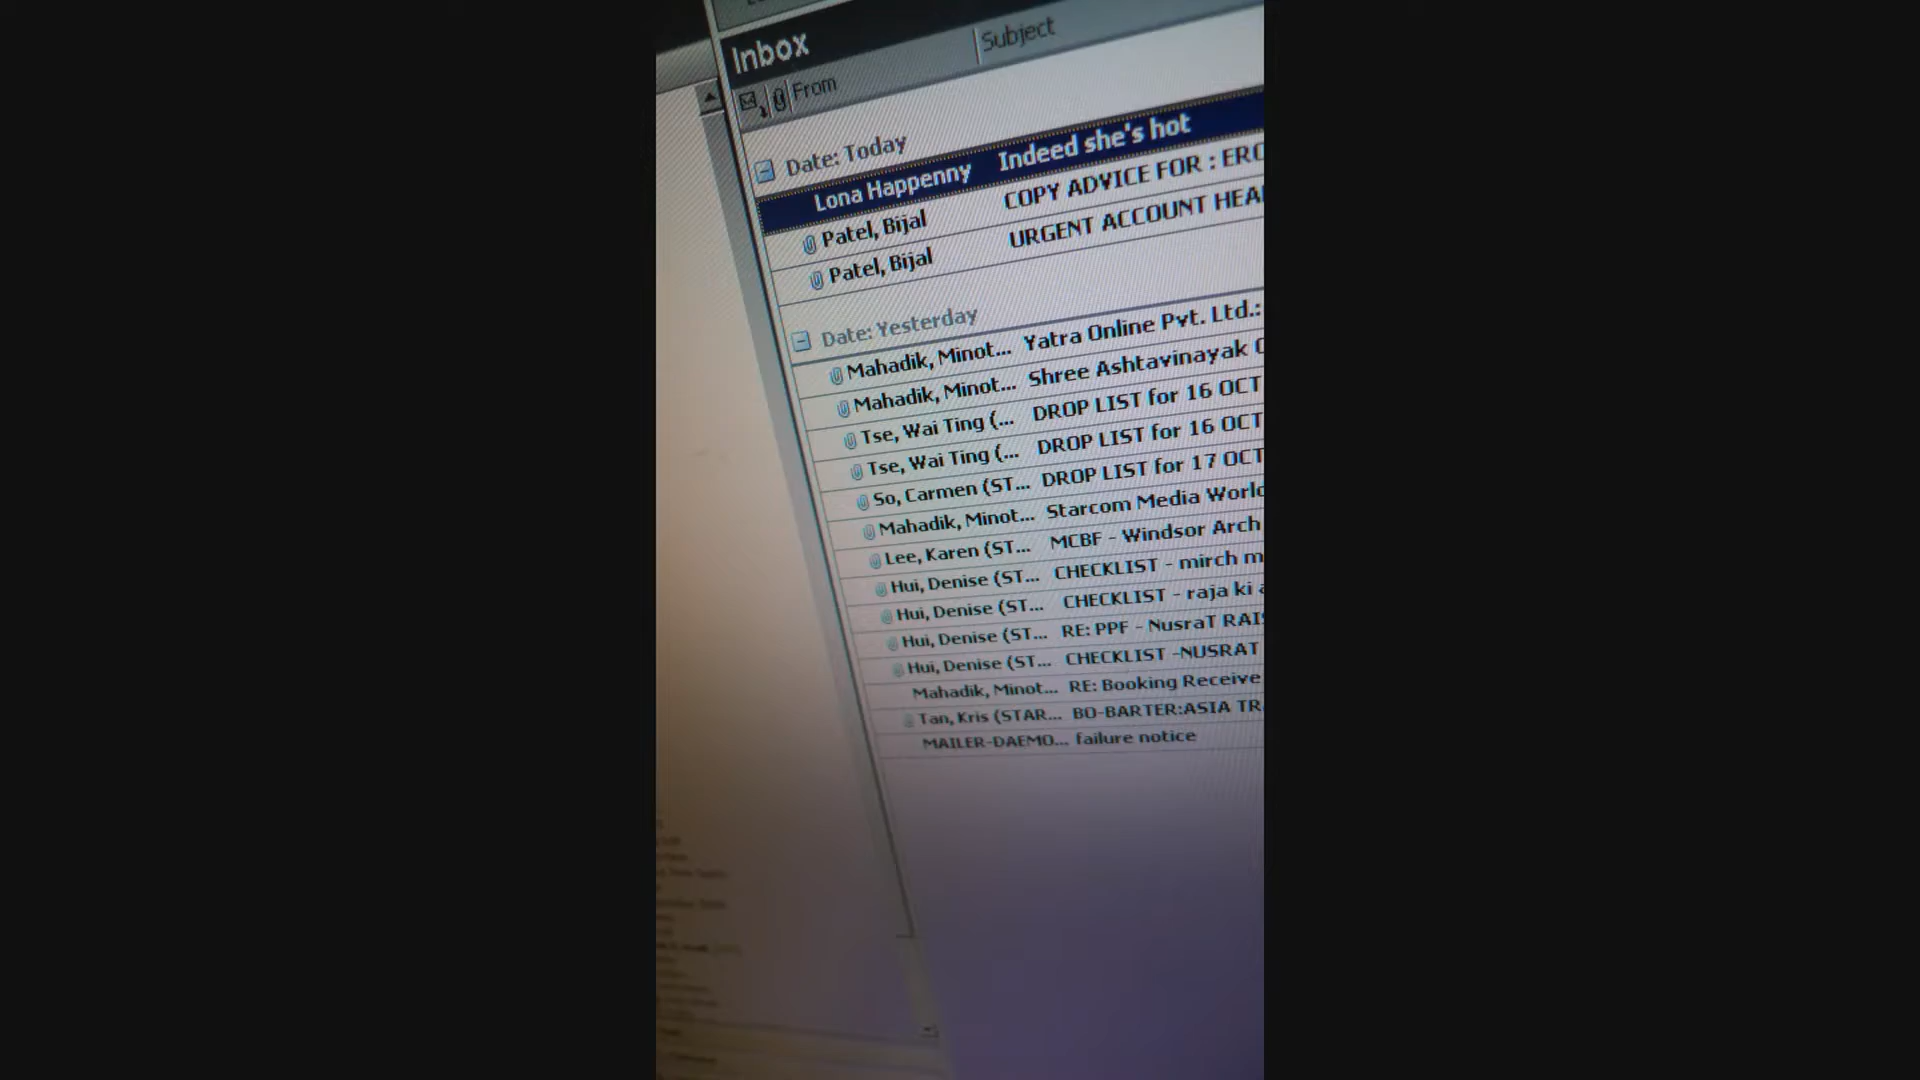 Inbox
From Subject
Date: Today
Lona Happenny Indeed she's hot
Patel, Bijal COPY ADVICE FOR : ERO
Patel, Bijal URGENT ACCOUNT HEA
Date: Yesterday
Mahadik, Minot... Yatra Online Pvt. Ltd.:
Mahadik, Minot... Shree Ashtavinayak
Tse, Wai Ting (... DROP LIST for 16 OCT
Tse, Wai Ting (... DROP LIST for 16 OCT
So, Carmen (ST... DROP LIST for 17 OCT
Mahadik, Minot... Starcom Media World
Lee, Karen (ST... MCBF - Windsor Arch
Hui, Denise (ST... CHECKLIST - mirch m
Hui, Denise (ST... CHECKLIST - raja ki a
Hui, Denise (ST... RE: PPF - NusraT RAIS
Hui, Denise (ST... CHECKLIST -NUSRAT
Mahadik, Minot... RE: Booking Receive
Tan, Kris (STAR... BO-BARTER:ASIA TR
MAILER-DAEMO... failure notice